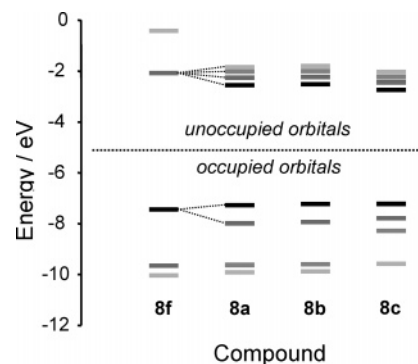 0
-2
-4
-6
-8
-10
-12
Energy / eV
unoccupied orbitals
occupied orbitals
8f 8a 8b 8c
Compound